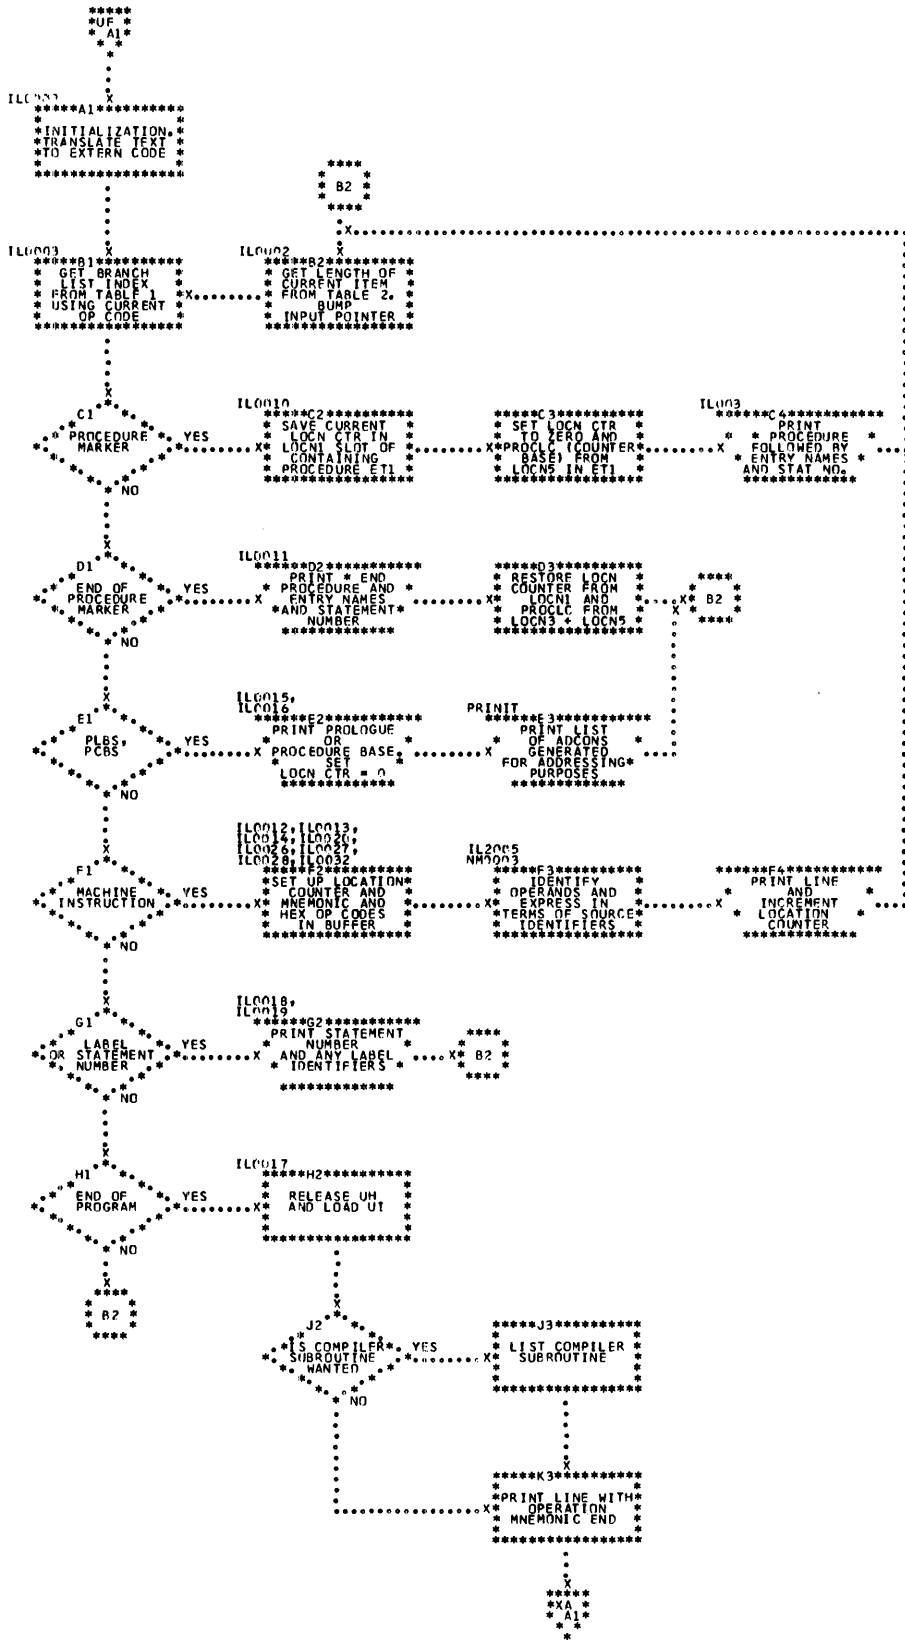 UF
A1
A1
INITIALIZATION.
TRANSLATE TEXT
TO EXTERN CODE
B2
IL0003
B1
GET BRANCH
LIST INDEX
FROM TABLE 1
USING CURRENT
OP CODE
IL0002
B2
GET LENGTH OF
CURRENT ITEM
FROM TABLE 2.
BUMP
INPUT POINTER
C1
PROCEDURE
MARKER
YES
NO
IL0010
C2
SAVE CURRENT
LOCN CTR IN
LOCN1 SLOT OF
CONTAINING
PROCEDURE ET1
C3
SET LOCN CTR
TO ZERO AND
PROCLC (COUNTER
BASE) FROM
LOCN5 IN ET1
IL003
C4
PRINT
* PROCEDURE
FOLLOWED BY
ENTRY NAMES
AND STAT NO.
D1
END OF
PROCEDURE
MARKER
YES
NO
IL0011
D2
PRINT * END
PROCEDURE AND
ENTRY NAMES
AND STATEMENT
NUMBER
D3
RESTORE LOCN
COUNTER FROM
LOCN1 AND
PROCLC FROM
LOCN3 + LOCN5
B2
E1
PLBS,
PCBS
YES
NO
IL0015,
IL0016
E2
PRINT PROLOGUE
OR
PROCEDURE BASE.
SET
LOCN CTR = 0
PRINIT
E3
PRINT LIST
OF ADCONS
GENERATED
FOR ADDRESSING
PURPOSES
F1
MACHINE
INSTRUCTION
YES
NO
IL0012,IL0013,
IL0014,IL0020,
IL0026,IL0027,
IL0028,IL0032
F2
SET UP LOCATION
COUNTER AND
MNEMONIC AND
HEX OP CODES
IN BUFFER
IL2005
NM0003
F3
IDENTIFY
OPERANDS AND
EXPRESS IN
TERMS OF SOURCE
IDENTIFIERS
F4
PRINT LINE
AND
INCREMENT
LOCATION
COUNTER
G1
LABEL
OR STATEMENT
NUMBER
YES
NO
IL0018,
IL0019
G2
PRINT STATEMENT
NUMBER
AND ANY LABEL
IDENTIFIERS
B2
H1
END OF
PROGRAM
YES
NO
IL0017
H2
RELEASE UH
AND LOAD UI
B2
J2
IS COMPILER
SUBROUTINE
WANTED
YES
NO
J3
LIST COMPILER
SUBROUTINE
K3
PRINT LINE WITH
OPERATION
MNEMONIC END
XA
A1